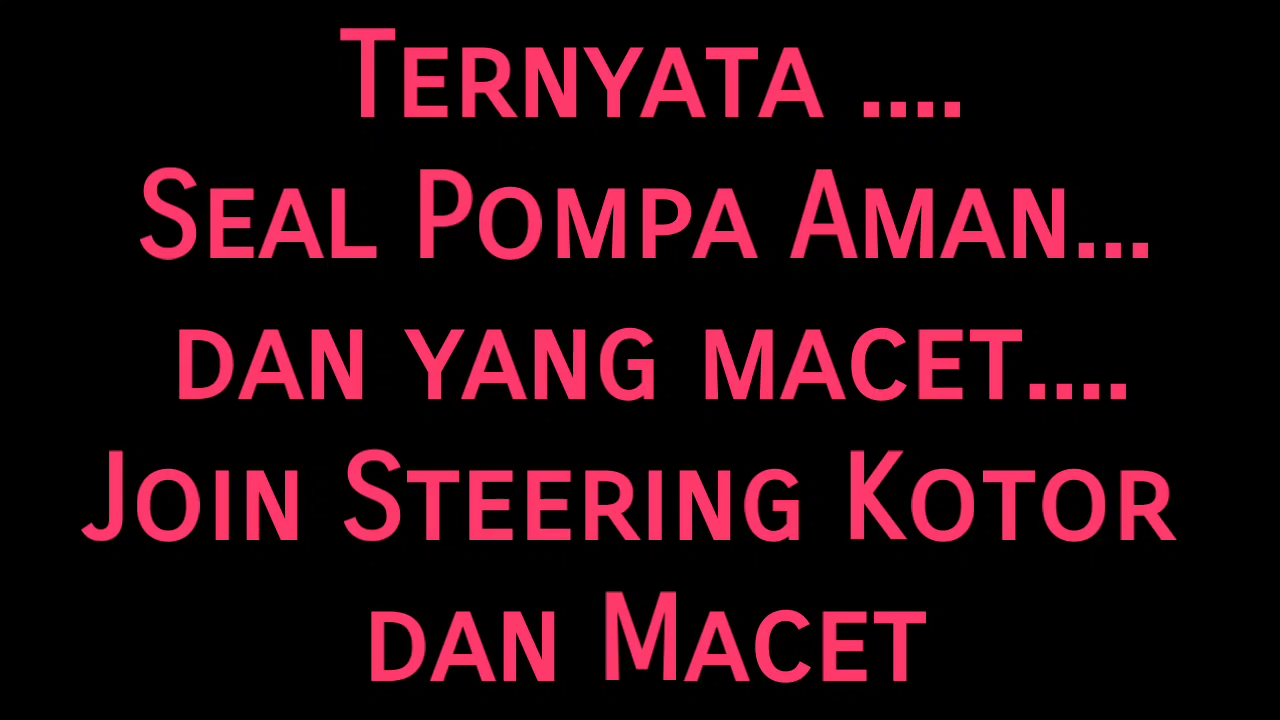 Ternyata ....
Seal Pompa Aman...
dan yang macet....
Join Steering Kotor
dan Macet